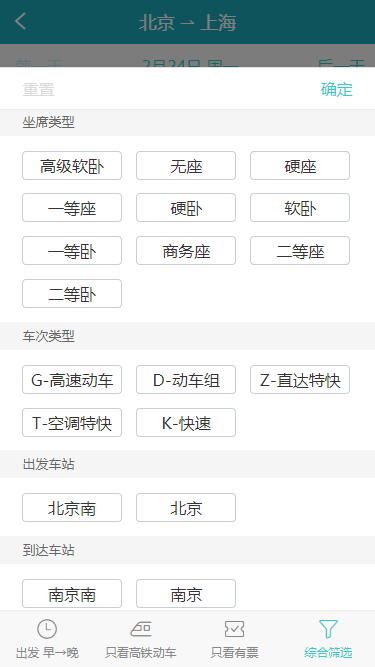 北京 ⇀ 上海
前一天 2月24日 周一 后一天
重置 确定
坐席类型
高级软卧 无座 硬座
一等座 硬卧 软卧
一等卧 商务座 二等座
二等卧
车次类型
G-高速动车 D-动车组 Z-直达特快
T-空调特快 K-快速
出发车站
北京南 北京
到达车站
南京南 南京
出发 早→晚 只看高铁动车 只看有票 综合筛选